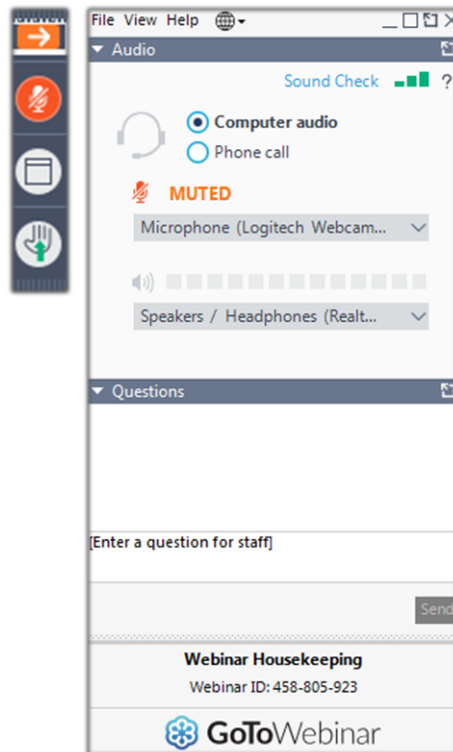 File View Help
Audio
Sound Check ?
Computer audio
Phone call
MUTED
Microphone (Logitech Webcam...
Speakers / Headphones (Realt...
Questions
[Enter a question for staff]
Send
Webinar Housekeeping
Webinar ID: 458-805-923
GoToWebinar